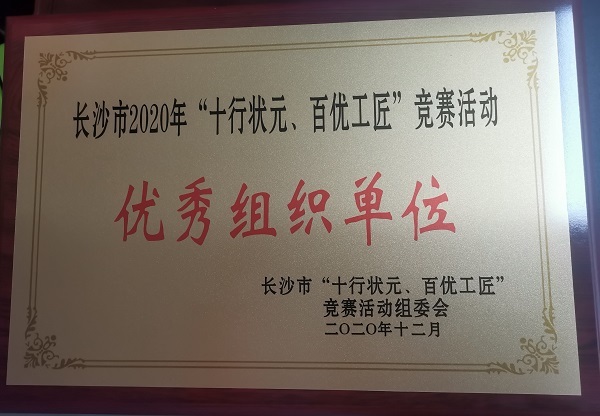 长沙市2020年“十行状元、百优工匠”竞赛活动
优秀组织单位
长沙市“十行状元、百优工匠”
竞赛活动组委会
二〇二〇年十二月